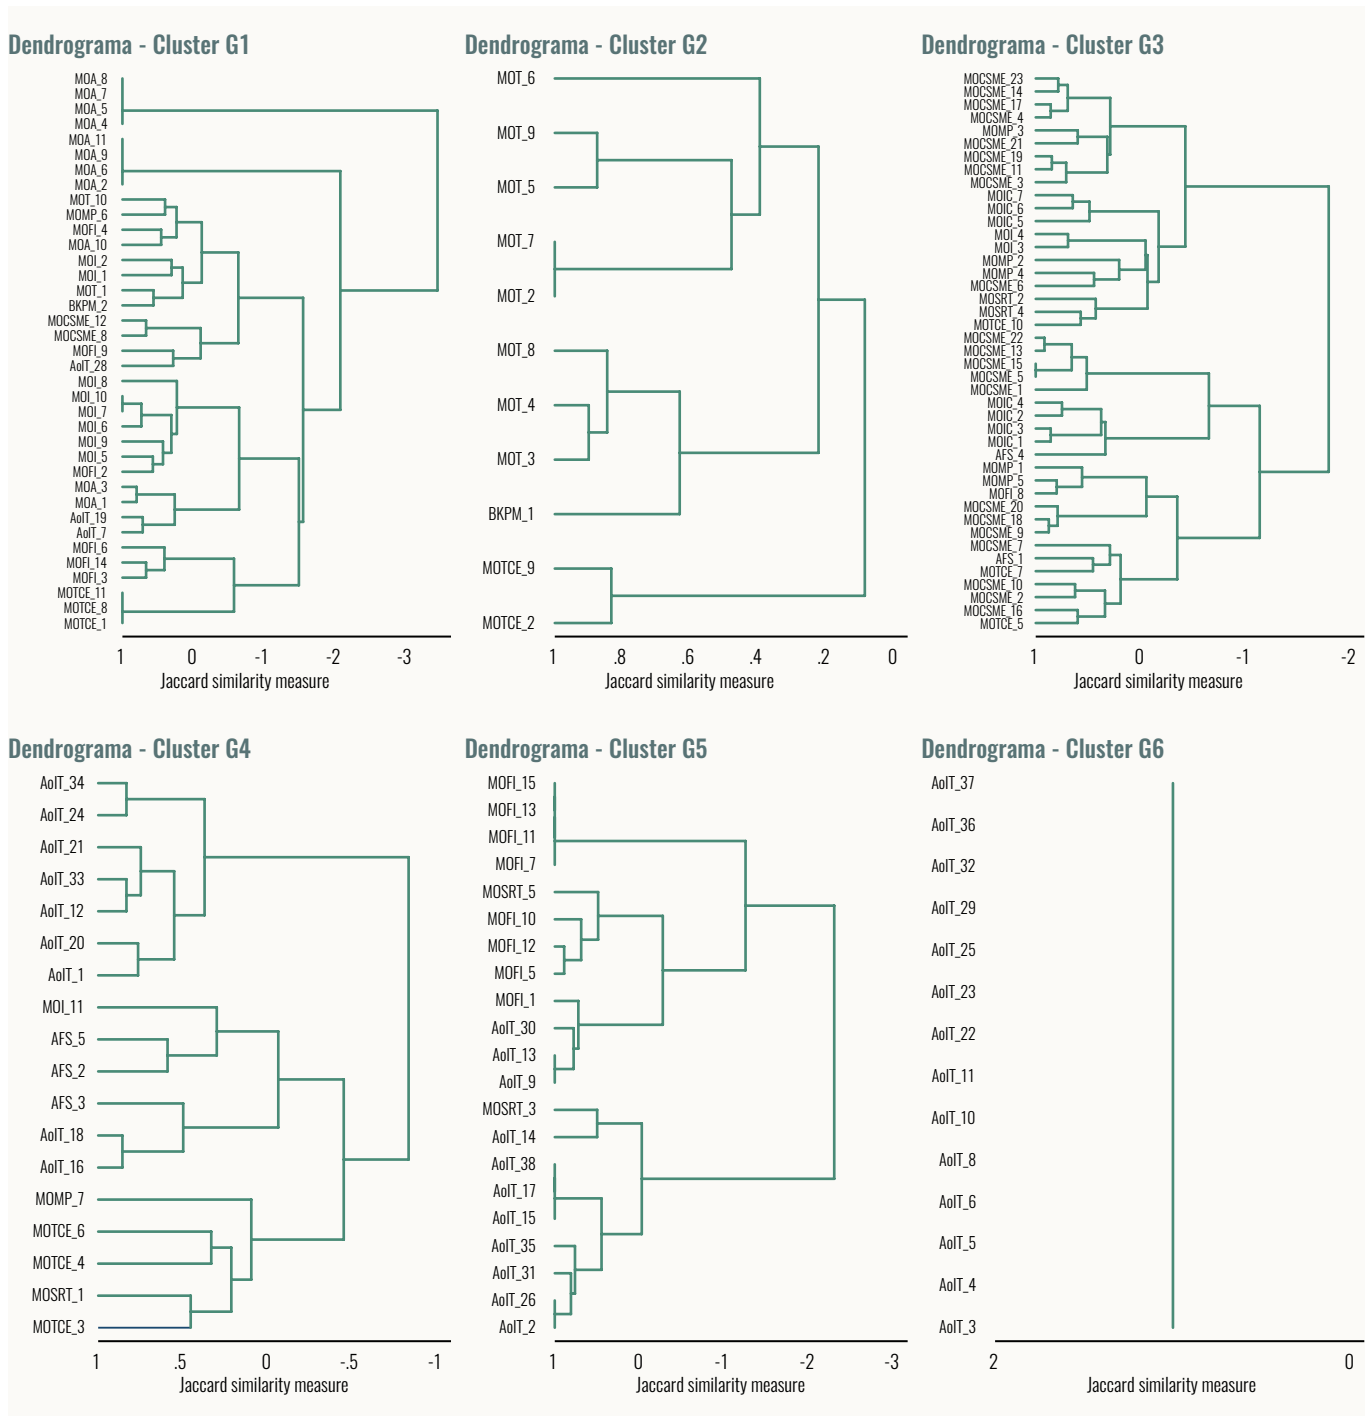 Dendrograma - Cluster G1
MOA_8
MOA_7
MOA_5
MOA_4
MOA_11
MOA_9
MOA_6
MOA_2
MOT_10
MOMP_6
MOFI_4
MOA_10
MOI_2
MOI_1
MOT_1
BKPM_2
MOCSME_12
MOCSME_8
MOFI_9
AoIT_28
MOI_8
MOI_10
MOI_7
MOI_6
MOI_9
MOI_5
MOFI_2
MOA_3
MOA_1
AoIT_19
AoIT_7
MOFI_6
MOFI_14
MOFI_3
MOTCE_11
MOTCE_8
MOTCE_1
1 0 -1 -2 -3
Jaccard similarity measure
Dendrograma - Cluster G2
MOT_6
MOT_9
MOT_5
MOT_7
MOT_2
MOT_8
MOT_4
MOT_3
BKPM_1
MOTCE_9
MOTCE_2
1 .8 .6 .4 .2 0
Jaccard similarity measure
Dendrograma - Cluster G3
MOCSME_23
MOCSME_14
MOCSME_17
MOCSME_4
MOMP_3
MOCSME_21
MOCSME_19
MOCSME_11
MOCSME_3
MOIC_7
MOIC_6
MOIC_5
MOI_4
MOI_3
MOMP_2
MOMP_4
MOCSME_6
MOSRT_2
MOSRT_4
MOTCE_10
MOCSME_22
MOCSME_13
MOCSME_15
MOCSME_5
MOCSME_1
MOIC_4
MOIC_2
MOIC_3
MOIC_1
AFS_4
MOMP_1
MOMP_5
MOFI_8
MOCSME_20
MOCSME_18
MOCSME_9
MOCSME_7
AFS_1
MOTCE_7
MOCSME_10
MOCSME_2
MOCSME_16
MOTCE_5
1 0 -1 -2
Jaccard similarity measure
Dendrograma - Cluster G4
AoIT_34
AoIT_24
AoIT_21
AoIT_33
AoIT_12
AoIT_20
AoIT_1
MOI_11
AFS_5
AFS_2
AFS_3
AoIT_18
AoIT_16
MOMP_7
MOTCE_6
MOTCE_4
MOSRT_1
MOTCE_3
1 .5 0 -.5 -1
Jaccard similarity measure
Dendrograma - Cluster G5
MOFI_15
MOFI_13
MOFI_11
MOFI_7
MOSRT_5
MOFI_10
MOFI_12
MOFI_5
MOFI_1
AoIT_30
AoIT_13
AoIT_9
MOSRT_3
AoIT_14
AoIT_38
AoIT_17
AoIT_15
AoIT_35
AoIT_31
AoIT_26
AoIT_2
1 0 -1 -2 -3
Jaccard similarity measure
Dendrograma - Cluster G6
AoIT_37
AoIT_36
AoIT_32
AoIT_29
AoIT_25
AoIT_23
AoIT_22
AoIT_11
AoIT_10
AoIT_8
AoIT_6
AoIT_5
AoIT_4
AoIT_3
2 0
Jaccard similarity measure